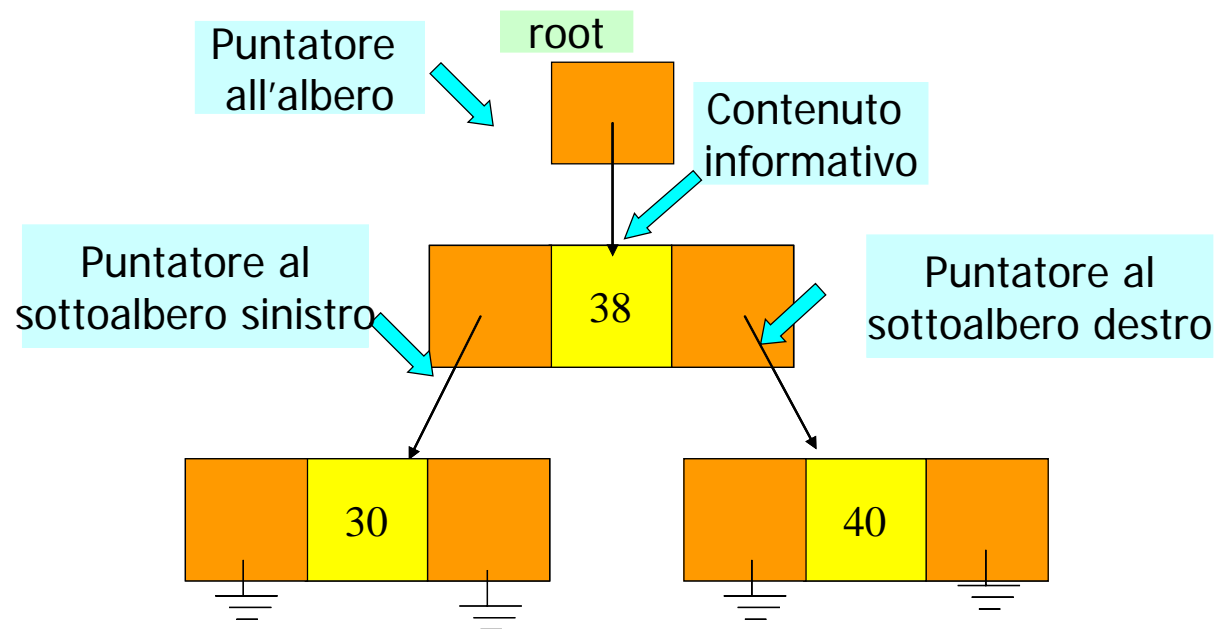 root
Puntatore
all'albero
Contenuto
informativo
Puntatore al
sottoalbero sinistro
38
Puntatore al
sottoalbero destro
30
40